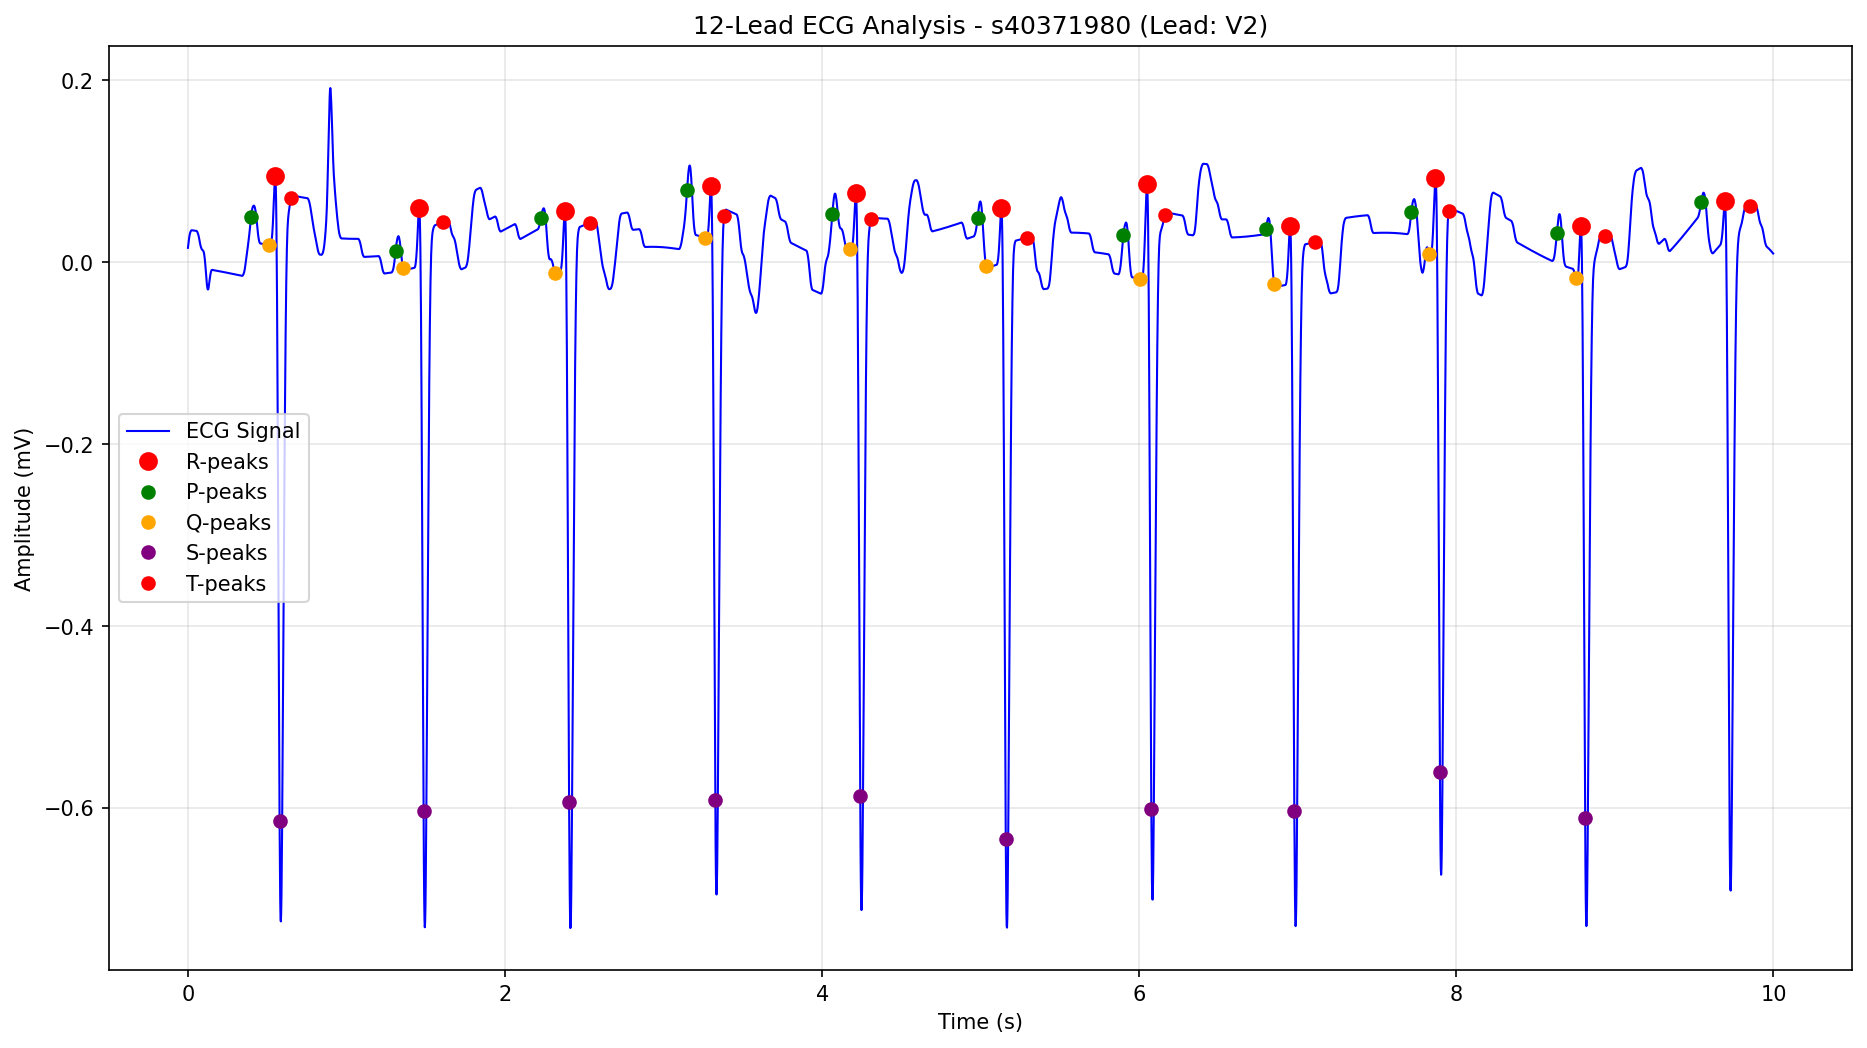 12-Lead ECG Analysis - s40371980 (Lead: V2)
Amplitude (mV)
0.2
0.0
−0.2
−0.4
−0.6
ECG Signal
R-peaks
P-peaks
Q-peaks
S-peaks
T-peaks
0 2 4 6 8 10
Time (s)